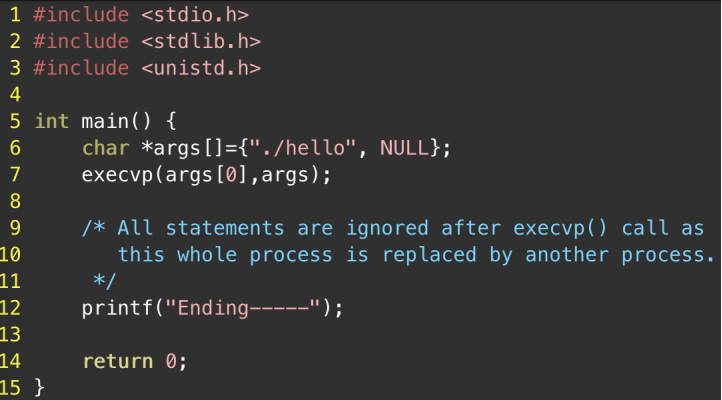 1 #include <stdio.h>
2 #include <stdlib.h>
3 #include <unistd.h>
4
5 int main() {
6     char *args[]={"./hello", NULL};
7     execvp(args[0],args);
8
9     /* All statements are ignored after execvp() call as
10        this whole process is replaced by another process.
11      */
12     printf("Ending-----");
13
14     return 0;
15 }